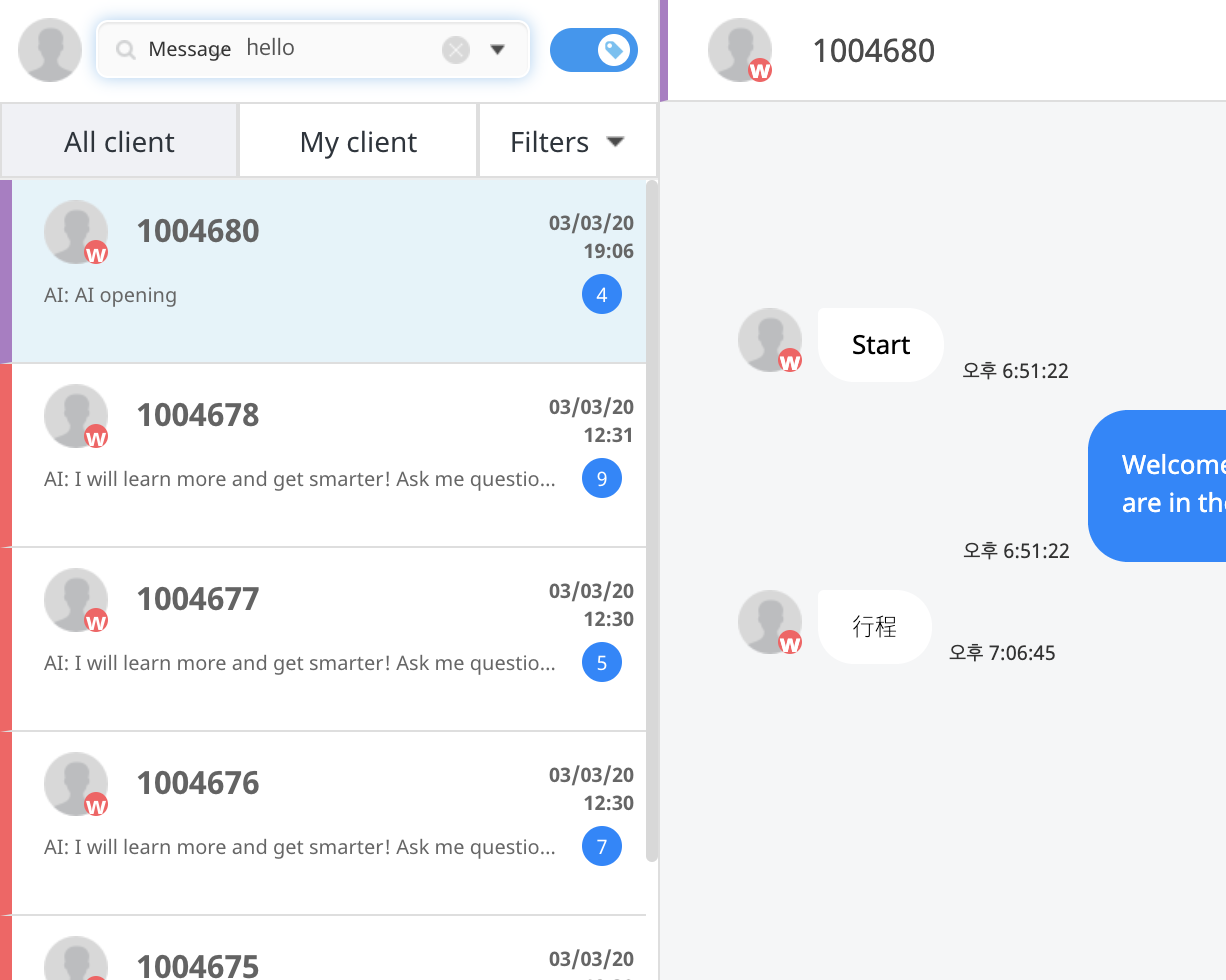 Message hello
All client
My client
Filters
1004680
03/03/20
19:06
W
AI: AI opening
4
1004678
03/03/20
12:31
W
AI: I will learn more and get smarter! Ask me questio...
9
1004677
03/03/20
12:30
W
AI: I will learn more and get smarter! Ask me questio...
5
1004676
03/03/20
12:30
W
AI: I will learn more and get smarter! Ask me questio...
7
1004675
03/03/20
W
1004680
Start
W
오후 6:51:22
Welcome
are in the
오후 6:51:22
行程
W
오후 7:06:45